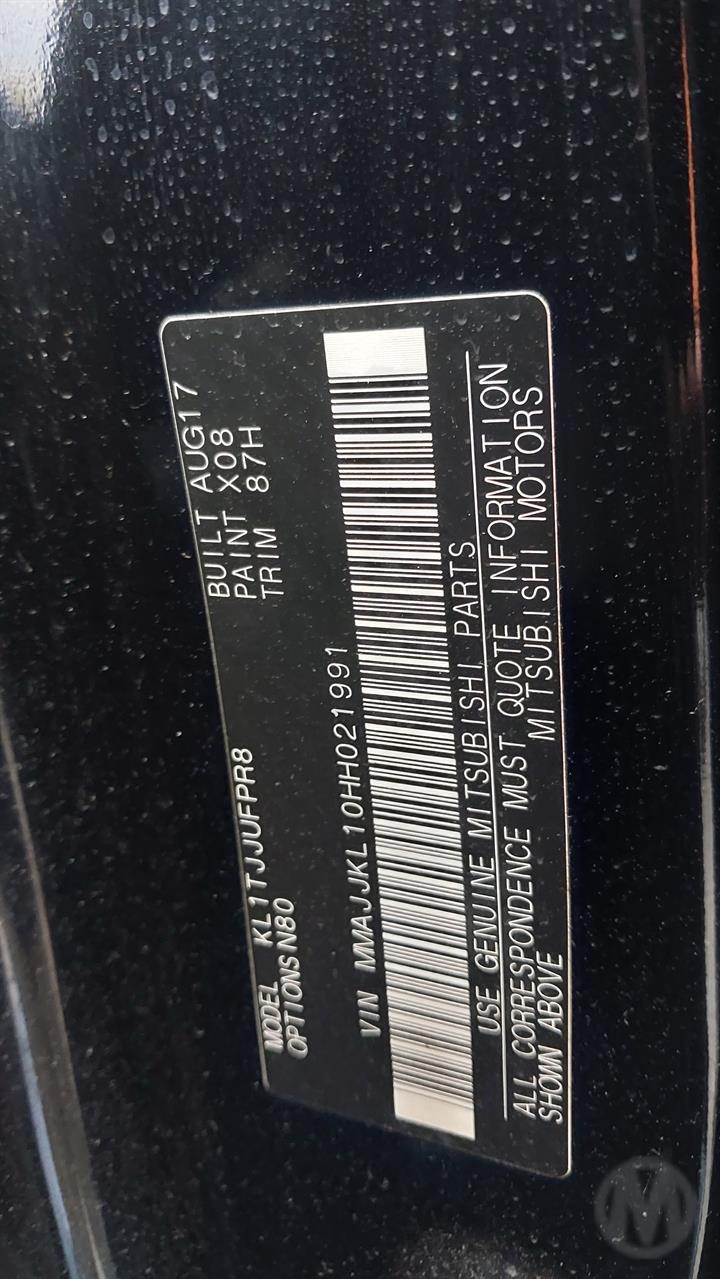 MODEL KL1TJJUFPR8
OPTIONS N80
BUILT AUG17
PAINT X08
TRIM 87H
VIN MMAJJKL10HH021991
USE GENUINE MITSUBISHI PARTS
ALL CORRESPONDENCE MUST QUOTE INFORMATION
SHOWN ABOVE
MITSUBISHI MOTORS
M